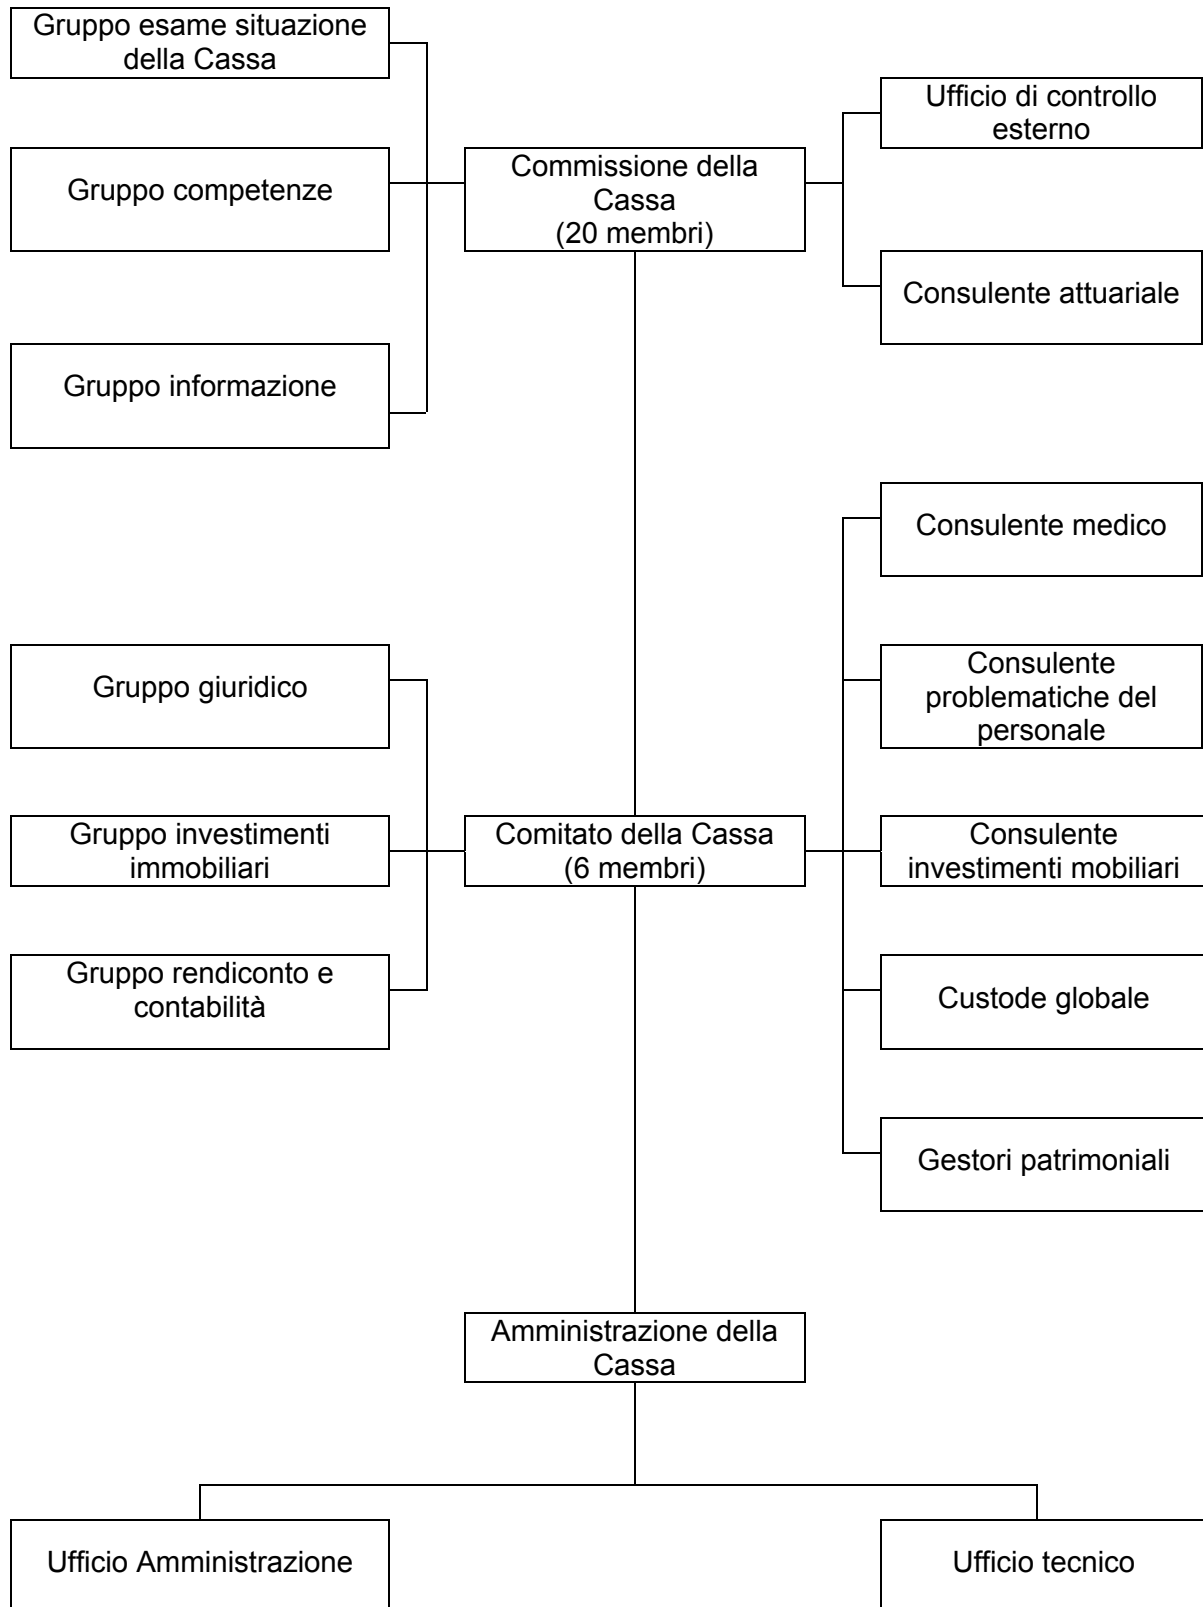 Gruppo esame situazione
della Cassa
Ufficio di controllo
esterno
Gruppo competenze
Commissione della
Cassa
(20 membri)
Consulente attuariale
Gruppo informazione
Consulente medico
Gruppo giuridico
Consulente
problematiche del
personale
Gruppo investimenti
immobiliari
Comitato della Cassa
(6 membri)
Consulente
investimenti mobiliari
Gruppo rendiconto e
contabilità
Custode globale
Gestori patrimoniali
Amministrazione della
Cassa
Ufficio Amministrazione
Ufficio tecnico